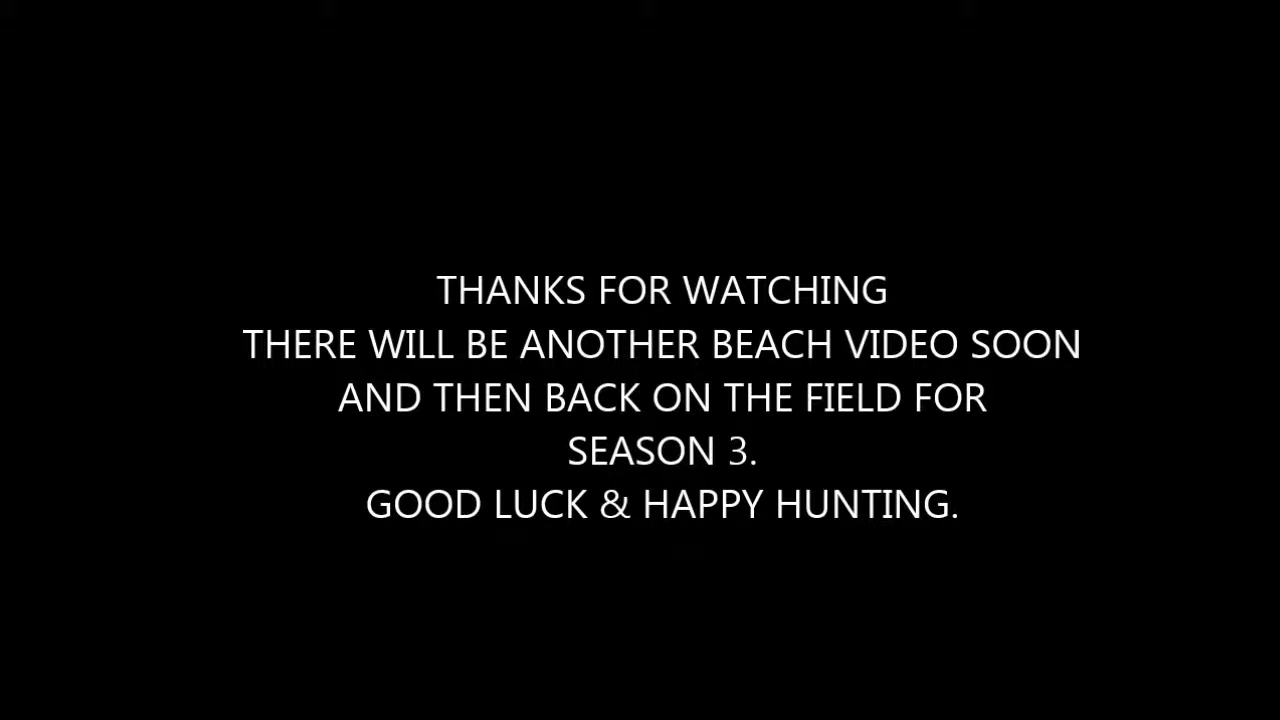 THANKS FOR WATCHING
THERE WILL BE ANOTHER BEACH VIDEO SOON
AND THEN BACK ON THE FIELD FOR
SEASON 3.
GOOD LUCK & HAPPY HUNTING.